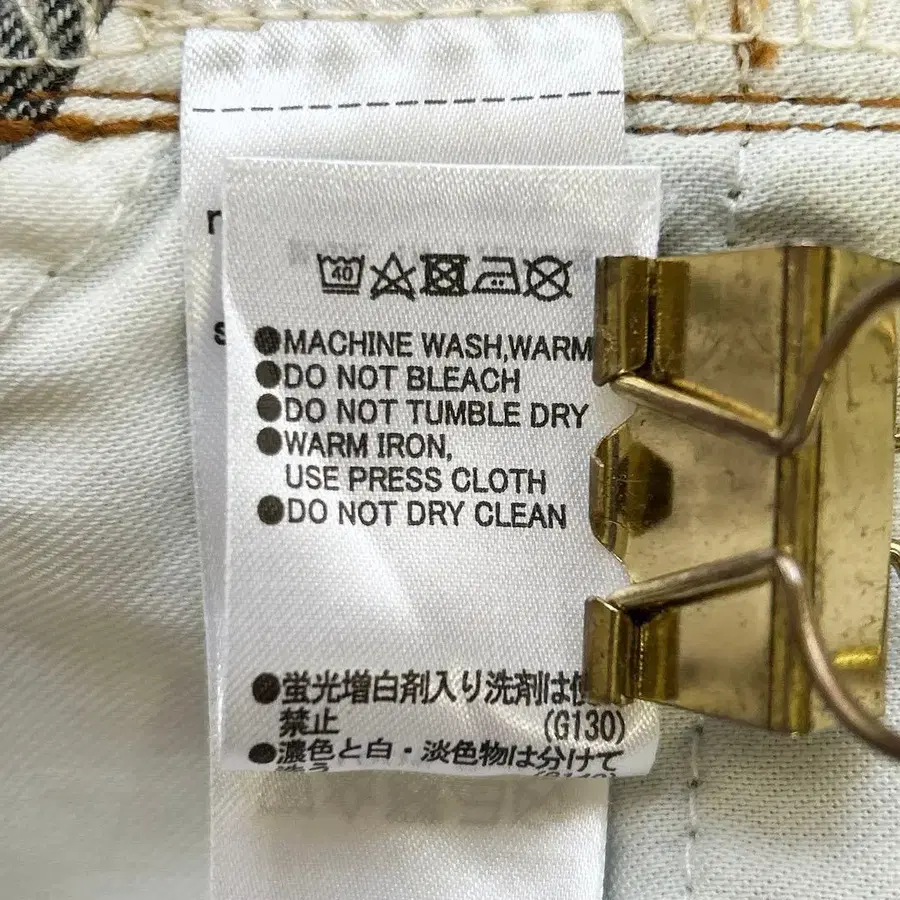 40
●MACHINE WASH,WARM
●DO NOT BLEACH
●DO NOT TUMBLE DRY
●WARM IRON,
USE PRESS CLOTH
●DO NOT DRY CLEAN
●蛍光増白剤入り洗剤は
禁止 (G130)
●濃色と白・淡色物は分けて